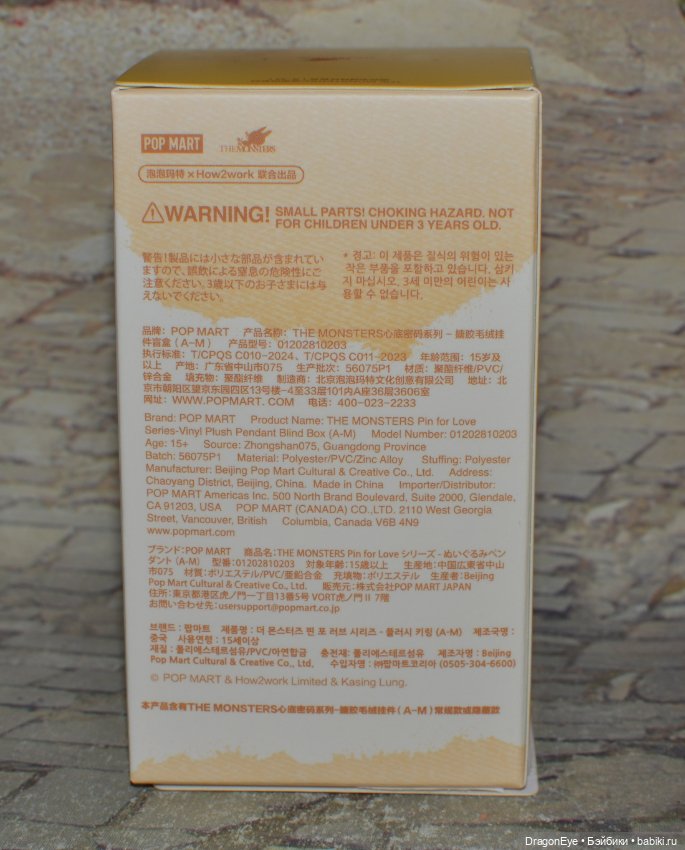 POP MART THE MONSTERS
泡泡玛特 × How2work 联合出品
WARNING! SMALL PARTS! CHOKING HAZARD. NOT
FOR CHILDREN UNDER 3 YEARS OLD.
警告!製品には小さな部品が含まれてい
ますので、誤飲による窒息の危険性にご
注意ください。3歳以下のお子さまには与
えないでください。
* 경고: 이 제품은 질식의 위험이 있는
작은 부품을 포함하고 있습니다. 삼키
지 마십시오. 3세 미만의 어린이는 사
용할 수 없습니다.
品牌: POP MART 产品名称: THE MONSTERS心底密码系列 - 搪胶毛绒挂
件盲盒 (A-M) 产品型号: 01202810203
执行标准: T/CPQS C010-2024、T/CPQS C011-2023 年龄范围: 15岁及
以上 产地: 广东省中山市075 生产批次: 56075P1 材质: 聚酯纤维/PVC/
锌合金 填充物: 聚酯纤维 制造商: 北京泡泡玛特文化创意有限公司 地址: 北
京市朝阳区望京东园四区13号楼-4至33层101内A座36层3606室
网址: WWW.POPMART. COM 电话: 400-023-2233
Brand: POP MART Product Name: THE MONSTERS Pin for Love
Series-Vinyl Plush Pendant Blind Box (A-M) Model Number: 01202810203
Age: 15+ Source: Zhongshan075, Guangdong Province
Batch: 56075P1 Material: Polyester/PVC/Zinc Alloy Stuffing: Polyester
Manufacturer: Beijing Pop Mart Cultural & Creative Co., Ltd. Address:
Chaoyang District, Beijing, China. Made in China Importer/Distributor:
POP MART Americas Inc. 500 North Brand Boulevard, Suite 2000, Glendale,
CA 91203, USA POP MART (CANADA) CO.,LTD. 2110 West Georgia
Street, Vancouver, British Columbia, Canada V6B 4N9
www.popmart.com
ブランド: POP MART 商品名: THE MONSTERS Pin for Love シリーズ - ぬいぐるみペン
ダント (A-M) 型番: 01202810203 対象年齢: 15歳以上 生産地: 中国広東省中山
市075 材質: ポリエステル/PVC/亜鉛合金 充填物: ポリエステル 生産者: Beijing
Pop Mart Cultural & Creative Co., Ltd. 販売元: 株式会社POP MART JAPAN
住所: 東京都港区虎ノ門一丁目13番5号 VORT虎ノ門 II 7階
お問い合わせ先: usersupport@popmart.co.jp
브랜드 : 팝마트 제품명 : 더 몬스터즈 핀 포 러브 시리즈 - 플러시 키링 (A-M) 제조국명 :
중국 사용연령 : 15세이상
재질 : 폴리에스테르섬유/PVC/아연합금 충전재: 폴리에스테르섬유 제조자명 : Beijing
Pop Mart Cultural & Creative Co., Ltd. 수입자명 : ㈜팝마트코리아 (0505-304-6600)
© POP MART & How2work Limited & Kasing Lung.
本产品含有THE MONSTERS心底密码系列-搪胶毛绒挂件 (A-M) 常规款或隐藏款
DragonEye • Бэйбики • babiki.ru